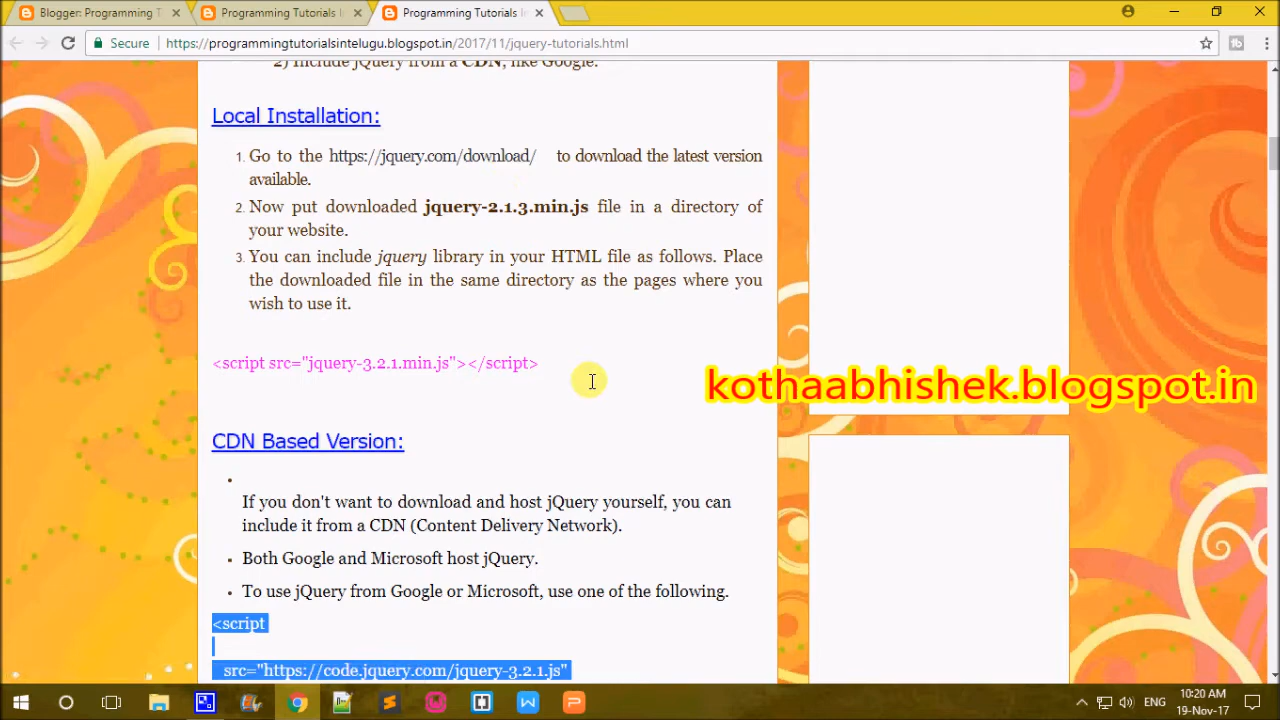 Blogger: Programming T
Programming Tutorials I
Programming Tutorials I
Secure
https://programmingtutorialsintelugu.blogspot.in/2017/11/jquery-tutorials.html
2) Include jQuery from a CDN, like Google.
Local Installation:
1. Go to the https://jquery.com/download/ to download the latest version
available.
2. Now put downloaded jquery-2.1.3.min.js file in a directory of
your website.
3. You can include jquery library in your HTML file as follows. Place
the downloaded file in the same directory as the pages where you
wish to use it.
<script src="jquery-3.2.1.min.js"></script>
kothaabhishek.blogspot.in
CDN Based Version:
If you don't want to download and host jQuery yourself, you can
include it from a CDN (Content Delivery Network).
Both Google and Microsoft host jQuery.
To use jQuery from Google or Microsoft, use one of the following.
<script
src="https://code.jquery.com/jquery-3.2.1.js"
ENG
10:20 AM
19-Nov-17